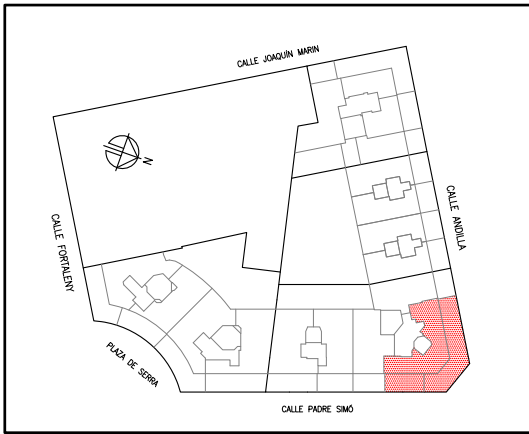 CALLE JOAQUÍN MARIN
N
CALLE FORTALENY
CALLE ANDILLA
PLAZA DE SERRA
CALLE PADRE SIMÓ